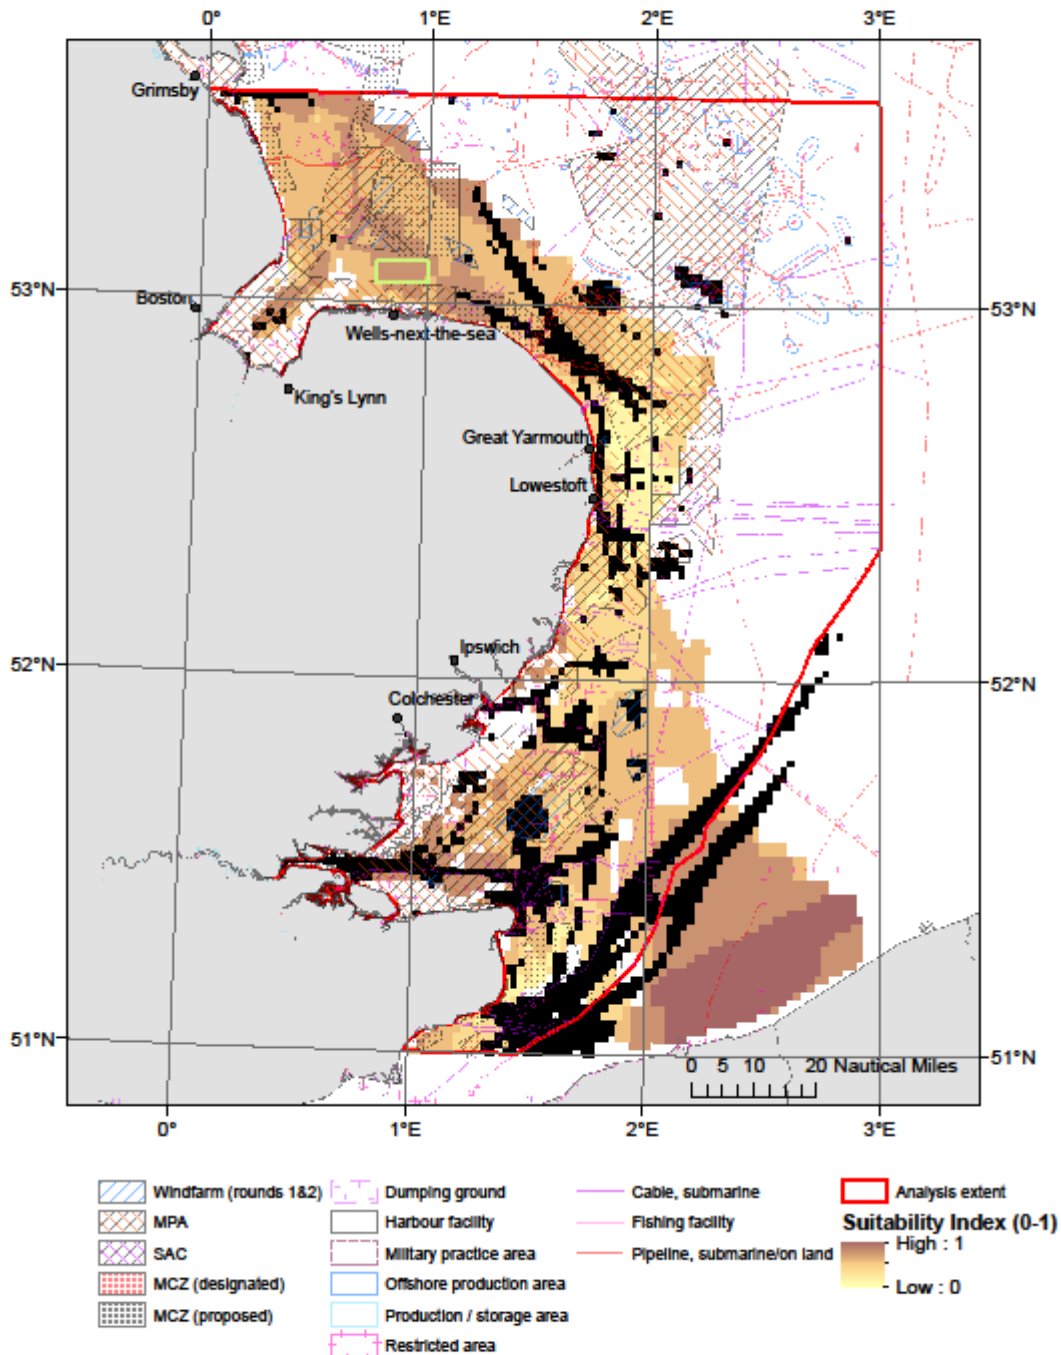 0° 1°E 2°E 3°E
Grimsby
53°N Boston 53°N
Wells-next-the-sea
King's Lynn
Great Yarmouth
Lowestoft
Ipswich
52°N 52°N
Colchester
51°N 51°N
0 5 10 20 Nautical Miles
0° 1°E 2°E 3°E
Windfarm (rounds 1&2) Dumping ground Cable, submarine Analysis extent
MPA Harbour facility Fishing facility Suitability Index (0-1)
SAC Military practice area Pipeline, submarine/on land High : 1
MCZ (designated) Offshore production area Low : 0
MCZ (proposed) Production / storage area
Restricted area